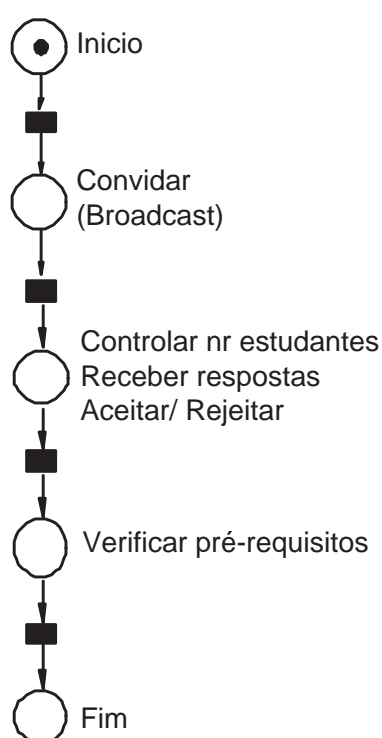 Inicio
Convidar
(Broadcast)
Controlar nr estudantes
Receber respostas
Aceitar/ Rejeitar
Verificar pré-requisitos
Fim